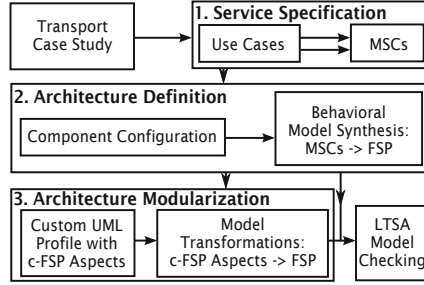 Transport
Case Study
1. Service Specification
Use Cases
MSCs
2. Architecture Definition
Component Configuration
Behavioral
Model Synthesis:
MSCs -> FSP
3. Architecture Modularization
Custom UML
Profile with
c-FSP Aspects
Model
Transformations:
c-FSP Aspects -> FSP
LTSA
Model
Checking